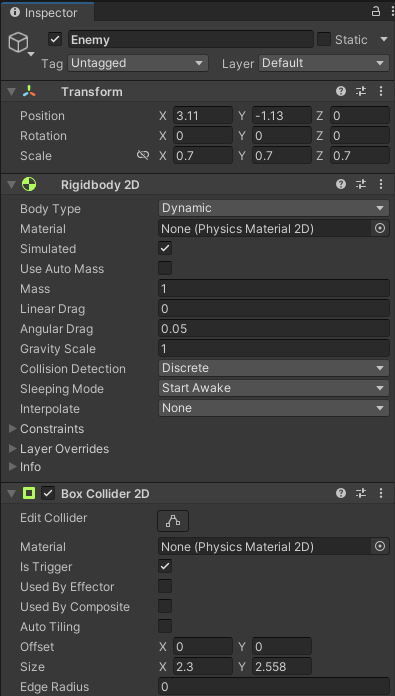 Inspector
Enemy Static
Tag Untagged Layer Default
Transform
Position X 3.11 Y -1.13 Z 0
Rotation X 0 Y 0 Z 0
Scale X 0.7 Y 0.7 Z 0.7
Rigidbody 2D
Body Type Dynamic
Material None (Physics Material 2D)
Simulated
Use Auto Mass
Mass 1
Linear Drag 0
Angular Drag 0.05
Gravity Scale 1
Collision Detection Discrete
Sleeping Mode Start Awake
Interpolate None
Constraints
Layer Overrides
Info
Box Collider 2D
Edit Collider
Material None (Physics Material 2D)
Is Trigger
Used By Effector
Used By Composite
Auto Tiling
Offset X 0 Y 0
Size X 2.3 Y 2.558
Edge Radius 0